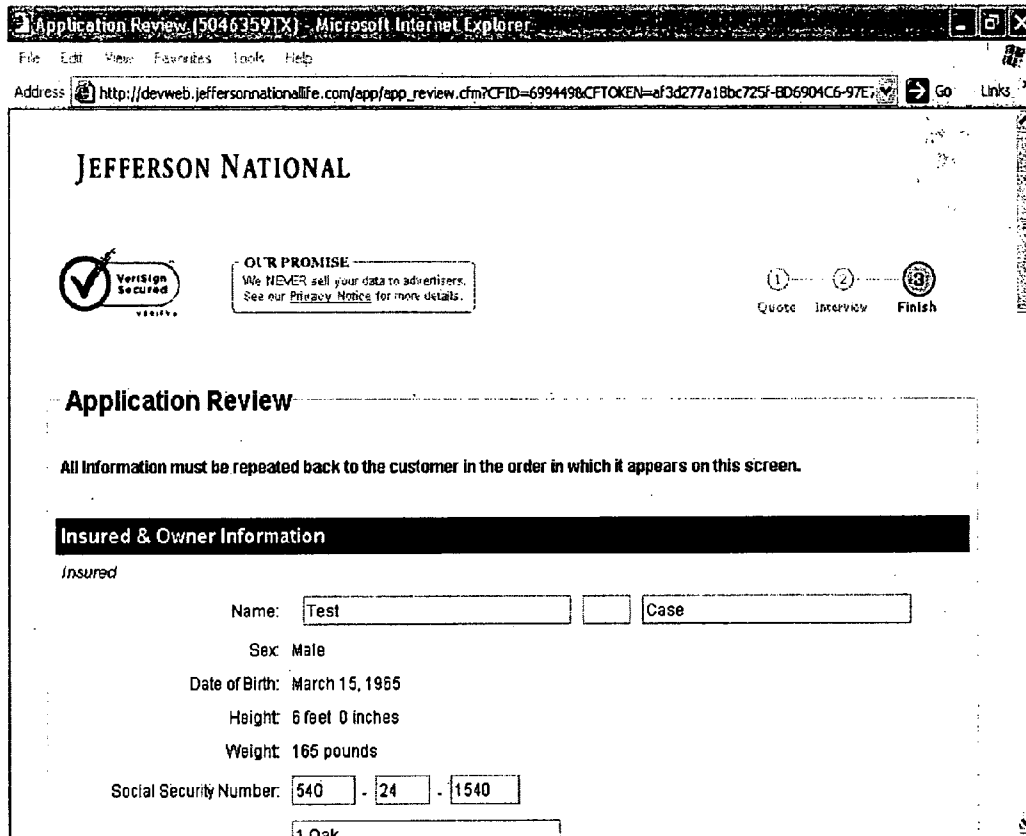 Application Review (5046359TX) - Microsoft Internet Explorer
File Edit View Favorites Tools Help
Address http://devweb.jeffersonnationallife.com/app/app_review.cfm?CFID=699449&CFTOKEN=af3d277a18bc725f-BD6904C6-97E7 Go Links
JEFFERSON NATIONAL
VeriSign
Secured
VERIFY
OUR PROMISE
We NEVER sell your data to advertisers.
See our Privacy Notice for more details.
1 2 3
Quote Interview Finish
Application Review
All Information must be repeated back to the customer in the order in which it appears on this screen.
Insured & Owner Information
Insured
Name: Test Case
Sex: Male
Date of Birth: March 15, 1965
Height: 6 feet 0 inches
Weight: 165 pounds
Social Security Number: 540 - 24 - 1540
1 Oak